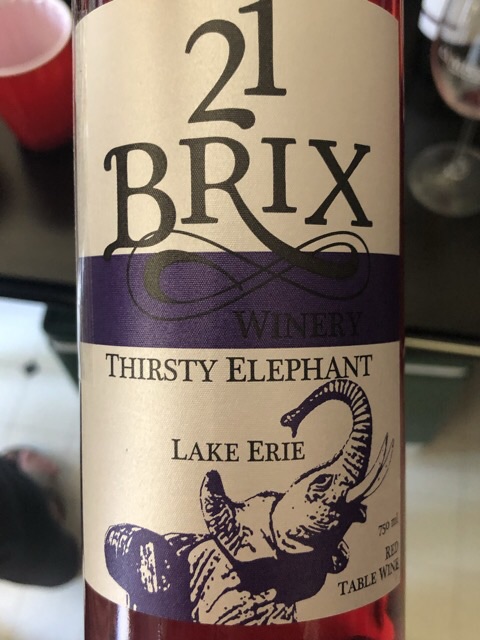 21
BRIX
WINERY
THIRSTY ELEPHANT
LAKE ERIE
750 ml
RED
TABLE WINE